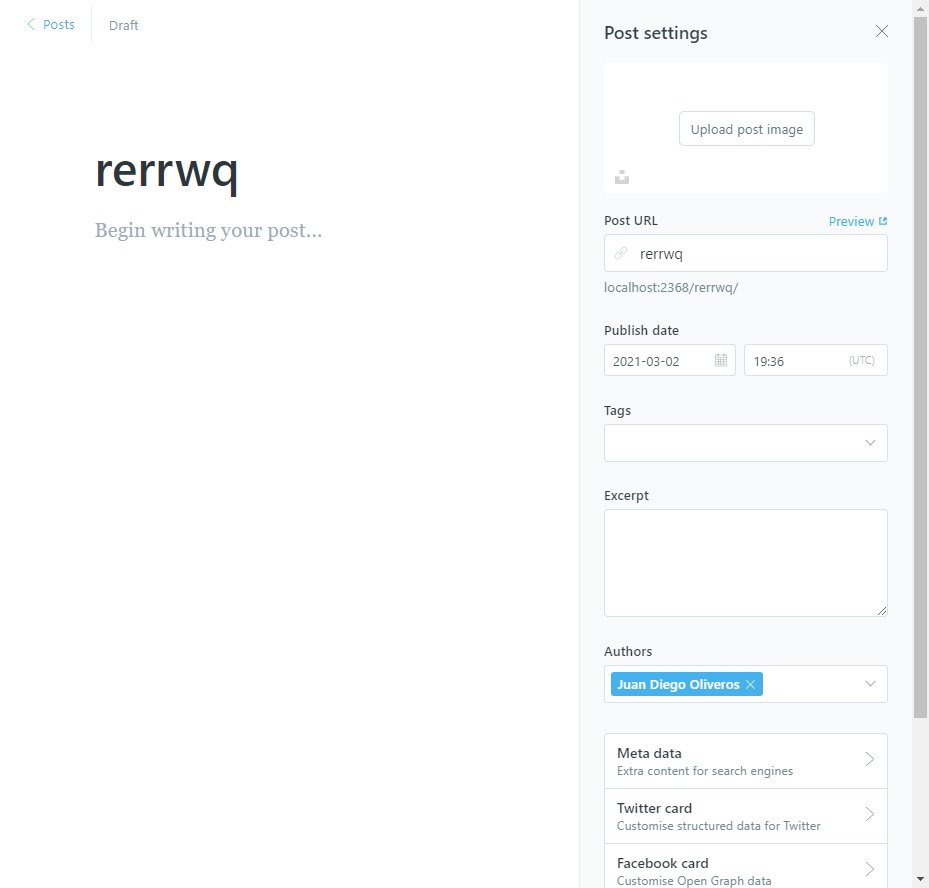 Posts
Draft
rerrwq
Begin writing your post...
Post settings
Upload post image
Post URL
Preview
rerrwq
localhost:2368/rerrwq/
Publish date
2021-03-02
19:36
(UTC)
Tags
Excerpt
Authors
Juan Diego Oliveros
Meta data
Extra content for search engines
Twitter card
Customise structured data for Twitter
Facebook card
Customise Open Graph data